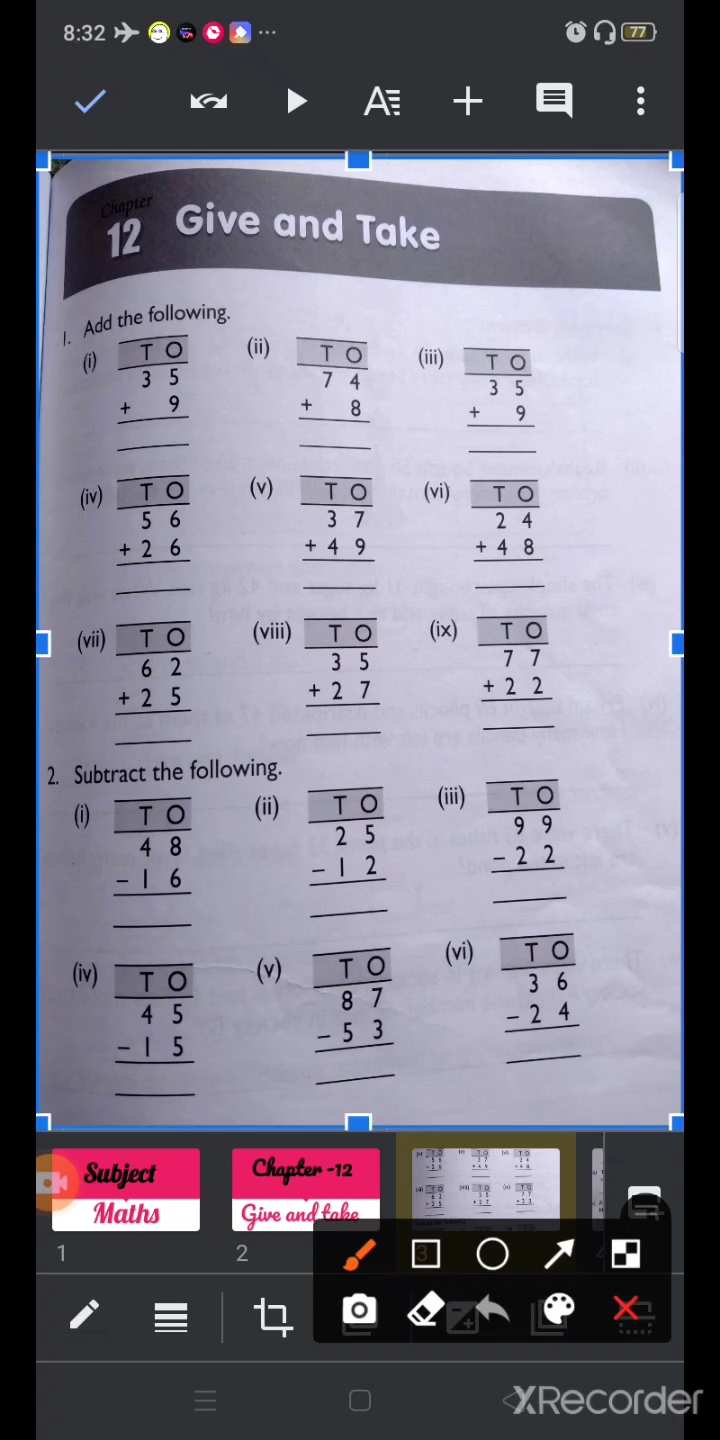 8:32 77
Chapter
12 Give and Take
1. Add the following.
(i) T O (ii) T O (iii) T O
3 5 7 4 3 5
+ 9 + 8 + 9
(iv) T O (v) T O (vi) T O
5 6 3 7 2 4
+ 2 6 + 4 9 + 4 8
(vii) T O (viii) T O (ix) T O
6 2 3 5 7 7
+ 2 5 + 2 7 + 2 2
2. Subtract the following.
(i) T O (ii) T O (iii) T O
4 8 2 5 9 9
- 1 6 - 1 2 - 2 2
(iv) T O (v) T O (vi) T O
4 5 8 7 3 6
- 1 5 - 5 3 - 2 4
Subject Chapter -12
Maths Give and take
1 2 3 4
XRecorder